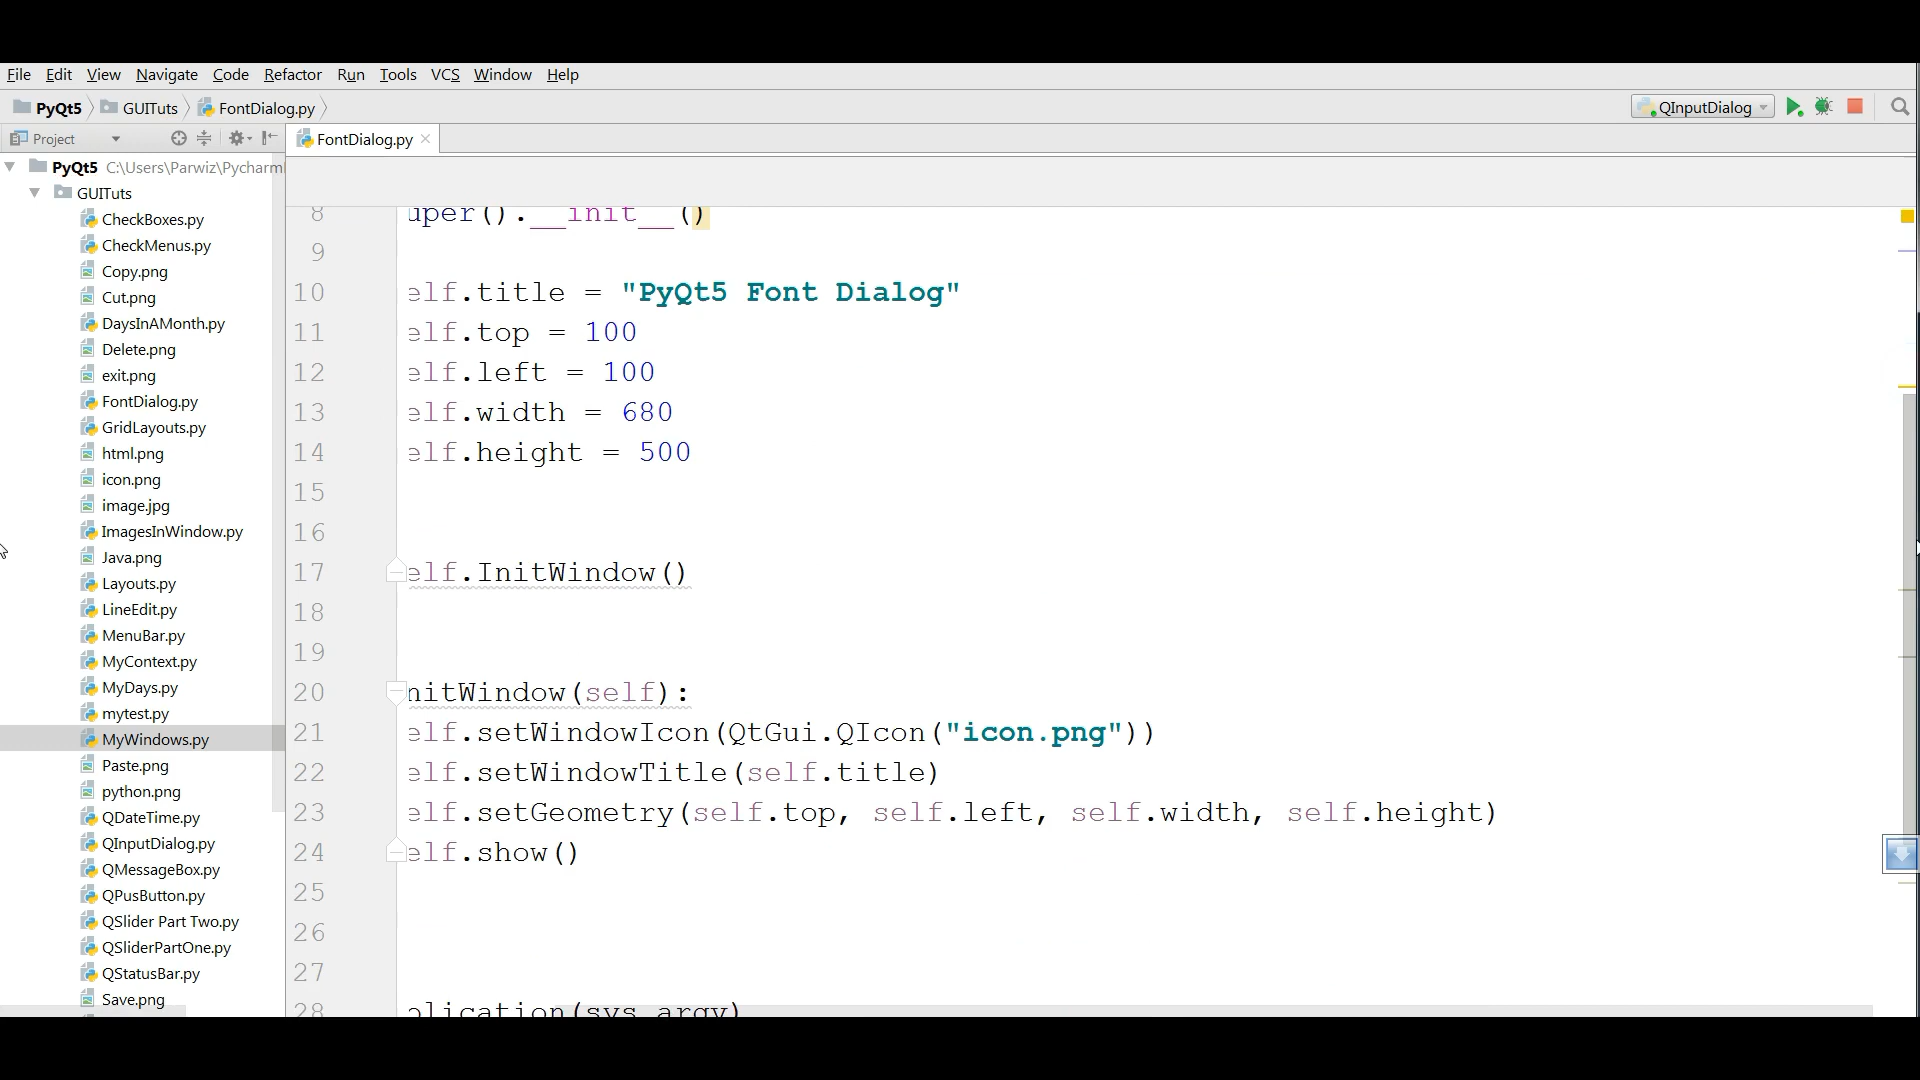 File Edit View Navigate Code Refactor Run Tools VCS Window Help
PyQt5 GUITuts FontDialog.py QInputDialog
Project FontDialog.py
PyQt5 C:\Users\Parwiz\Pycharm
GUITuts
CheckBoxes.py
CheckMenus.py
Copy.png
Cut.png
DaysInAMonth.py
Delete.png
exit.png
FontDialog.py
GridLayouts.py
html.png
icon.png
image.jpg
ImagesInWindow.py
Java.png
Layouts.py
LineEdit.py
MenuBar.py
MyContext.py
MyDays.py
mytest.py
MyWindows.py
Paste.png
python.png
QDateTime.py
QInputDialog.py
QMessageBox.py
QPusButton.py
QSlider Part Two.py
QSliderPartOne.py
QStatusBar.py
Save.png
8 uper().__init__()
9
10 elf.title = "PyQt5 Font Dialog"
11 elf.top = 100
12 elf.left = 100
13 elf.width = 680
14 elf.height = 500
15
16
17 elf.InitWindow()
18
19
20 nitWindow(self):
21 elf.setWindowIcon(QtGui.QIcon("icon.png"))
22 elf.setWindowTitle(self.title)
23 elf.setGeometry(self.top, self.left, self.width, self.height)
24 elf.show()
25
26
27
28 plication(sys.argv)